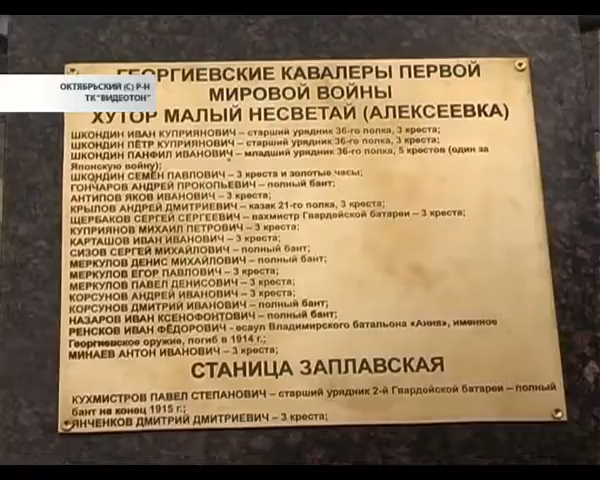 ОКТЯБРЬСКИЙ (С) Р-Н
ТК"ВИДЕОТОН"
ГЕОРГИЕВСКИЕ КАВАЛЕРЫ ПЕРВОЙ
МИРОВОЙ ВОЙНЫ
ХУТОР МАЛЫЙ НЕСВЕТАЙ (АЛЕКСЕЕВКА)
ШКОНДИН ИВАН КУПРИЯНОВИЧ – старший урядник 36-го полка, 3 креста;
ШКОНДИН ПЁТР КУПРИЯНОВИЧ – старший урядник 36-го полка, 3 креста;
ШКОНДИН ПАНФИЛ ИВАНОВИЧ – младший урядник 36-го полка, 5 крестов (один за
Японскую войну);
ШКОНДИН СЕМЁН ПАВЛОВИЧ – 3 креста и золотые часы;
ГОНЧАРОВ АНДРЕЙ ПРОКОПЬЕВИЧ – полный бант;
АНТИПОВ ЯКОВ ИВАНОВИЧ – 3 креста;
КРЫЛОВ АНДРЕЙ ДМИТРИЕВИЧ – казак 21-го полка, 3 креста;
ЩЕРБАКОВ СЕРГЕЙ СЕРГЕЕВИЧ – вахмистр Гвардейской батареи – 3 креста;
КУПРИЯНОВ МИХАИЛ ПЕТРОВИЧ – 3 креста;
КАРТАШОВ ИВАН ИВАНОВИЧ – 3 креста;
СИЗОВ СЕРГЕЙ МИХАЙЛОВИЧ – полный бант;
МЕРКУЛОВ ДЕНИС МИХАЙЛОВИЧ – полный бант;
МЕРКУЛОВ ЕГОР ПАВЛОВИЧ – 3 креста;
МЕРКУЛОВ ПАВЕЛ ДЕНИСОВИЧ – 3 креста;
КОРСУНОВ АНДРЕЙ ИВАНОВИЧ – 3 креста;
КОРСУНОВ ДМИТРИЙ ИВАНОВИЧ – полный бант;
НАЗАРОВ ИВАН КСЕНОФОНТОВИЧ – полный бант;
РЕНСКОВ ИВАН ФЁДОРОВИЧ - есаул Владимирского батальона «Анна», именное
Георгиевское оружие, погиб в 1914 г.;
МИНАЕВ АНТОН ИВАНОВИЧ – 3 креста;
СТАНИЦА ЗАПЛАВСКАЯ
КУХМИСТРОВ ПАВЕЛ СТЕПАНОВИЧ – старший урядник 2-й Гвардейской батареи – полный
бант на конец 1915 г.;
ЯНЧЕНКОВ ДМИТРИЙ ДМИТРИЕВИЧ – 3 креста;